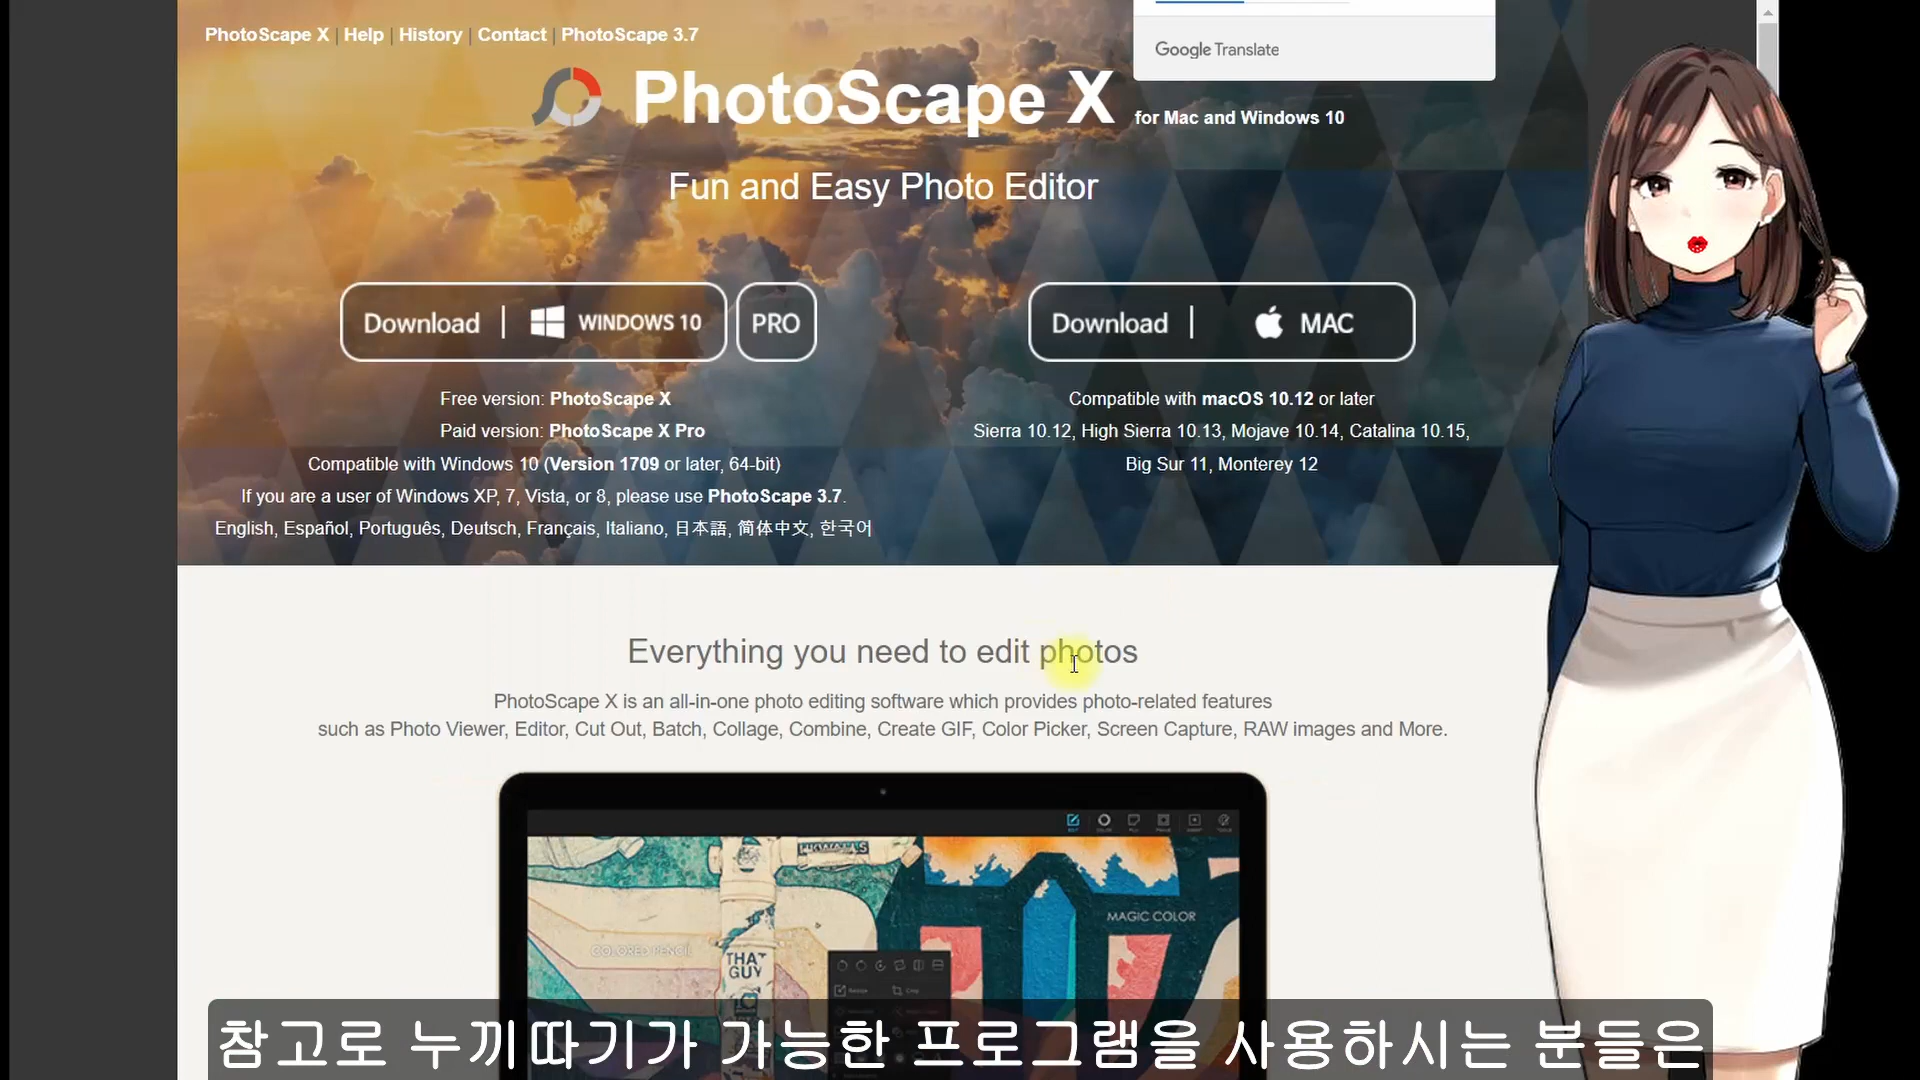 PhotoScape X | Help | History | Contact | PhotoScape 3.7
Google Translate
PhotoScape X for Mac and Windows 10
Fun and Easy Photo Editor
Download | WINDOWS 10
PRO
Download | MAC
Free version: PhotoScape X
Paid version: PhotoScape X Pro
Compatible with Windows 10 (Version 1709 or later, 64-bit)
If you are a user of Windows XP, 7, Vista, or 8, please use PhotoScape 3.7.
English, Español, Português, Deutsch, Français, Italiano, 日本語, 简体中文, 한국어
Compatible with macOS 10.12 or later
Sierra 10.12, High Sierra 10.13, Mojave 10.14, Catalina 10.15,
Big Sur 11, Monterey 12
Everything you need to edit photos
PhotoScape X is an all-in-one photo editing software which provides photo-related features
such as Photo Viewer, Editor, Cut Out, Batch, Collage, Combine, Create GIF, Color Picker, Screen Capture, RAW images and More.
MAGIC COLOR
COLORED PENCIL
THAT
GUY
참고로 누끼따기가 가능한 프로그램을 사용하시는 분들은